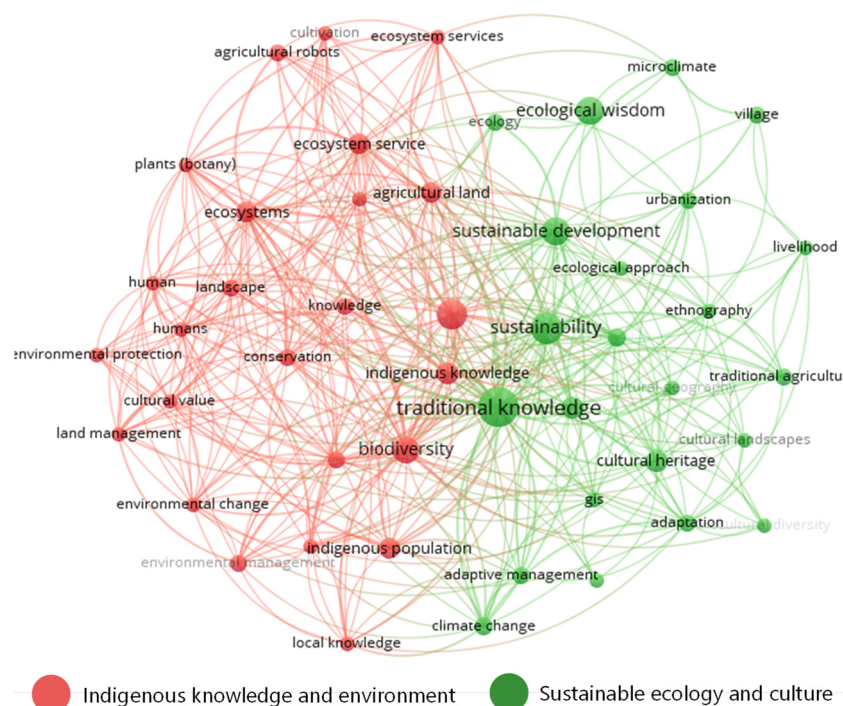 cultivation
ecosystem services
agricultural robots
microclimate
ecological wisdom
village
ecology
ecosystem service
plants (botany)
agricultural land
urbanization
ecosystems
sustainable development
livelihood
ecological approach
human
landscape
knowledge
ethnography
sustainability
humans
environmental protection
conservation
indigenous knowledge
traditional agricultu
cultural geography
cultural value
traditional knowledge
land management
cultural landscapes
biodiversity
cultural heritage
environmental change
gis
adaptation
cultural diversity
indigenous population
environmental management
adaptive management
climate change
local knowledge
Indigenous knowledge and environment
Sustainable ecology and culture